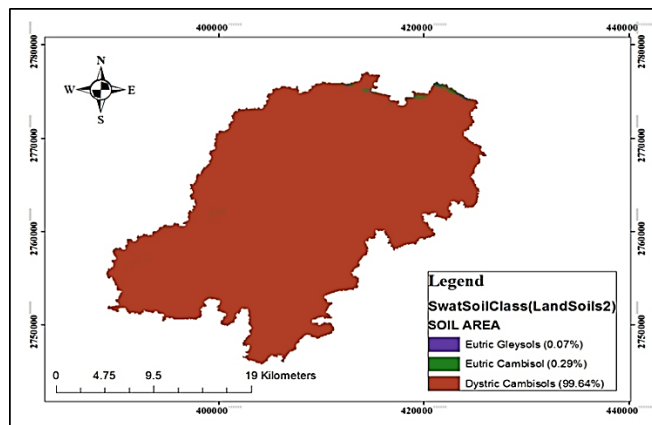 400000 420000 440000
2780000
N
W E
S
2770000
2760000
Legend
SwatSoilClass(LandSoils2)
SOIL AREA
2750000
Eutric Gleysols (0.07%)
Eutric Cambisol (0.29%)
Dystric Cambisols (99.64%)
0 4.75 9.5 19 Kilometers
400000 420000 440000
2780000
2770000
2760000
2750000